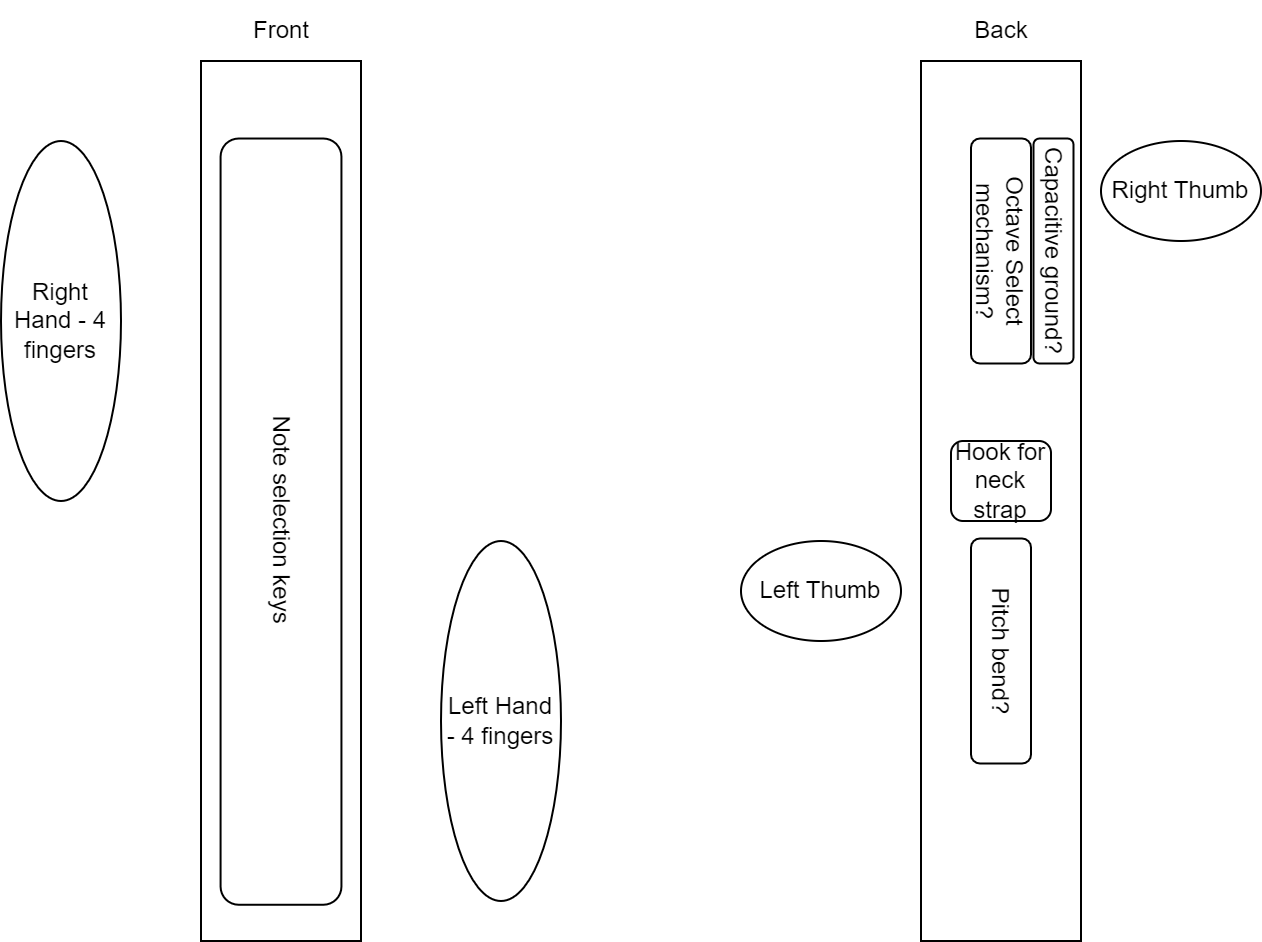 Front
Back
Right
Hand - 4
fingers
Note selection keys
Left Hand
- 4 fingers
Octave Select
mechanism?
Capacitive ground?
Right Thumb
Hook for
neck
strap
Left Thumb
Pitch bend?